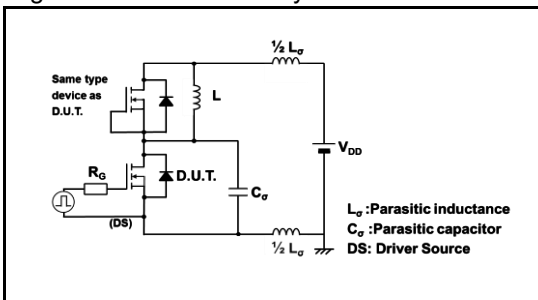 ½ Lσ
Same type
device as
D.U.T.
L
VDD
RG
D.U.T.
Cσ
(DS)
½ Lσ
Lσ :Parasitic inductance
Cσ :Parasitic capacitor
DS: Driver Source